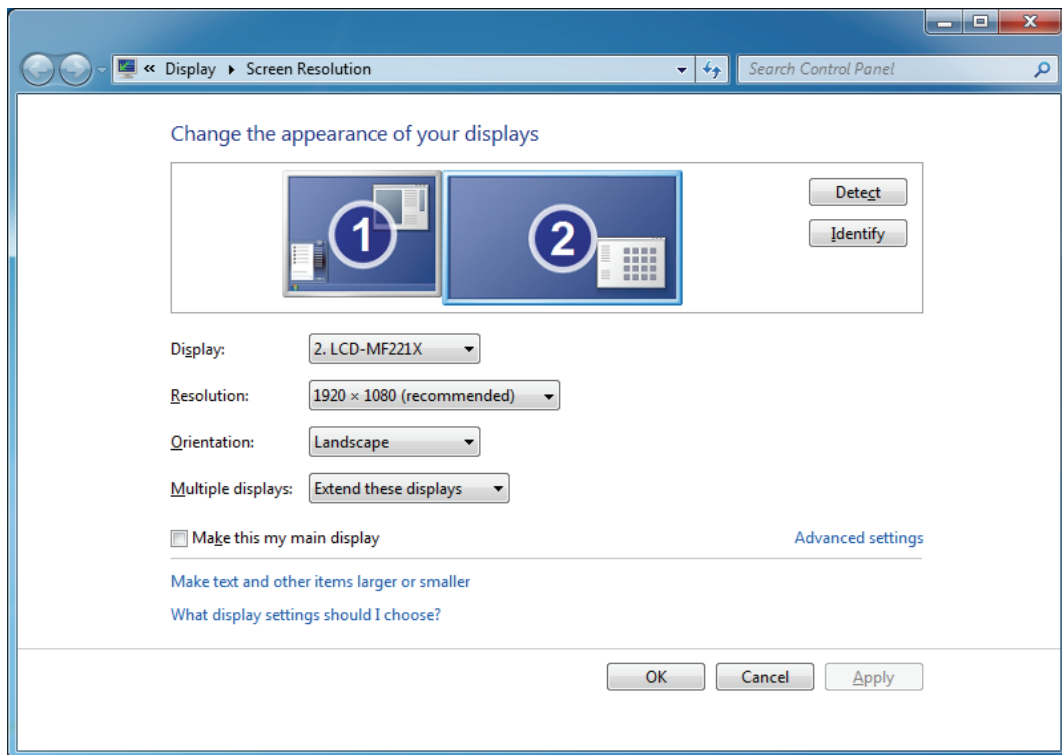 « Display ▸ Screen Resolution
Search Control Panel
Change the appearance of your displays
1
2
Detect
Identify
Display: 2. LCD-MF221X
Resolution: 1920 × 1080 (recommended)
Orientation: Landscape
Multiple displays: Extend these displays
Make this my main display
Advanced settings
Make text and other items larger or smaller
What display settings should I choose?
OK Cancel Apply